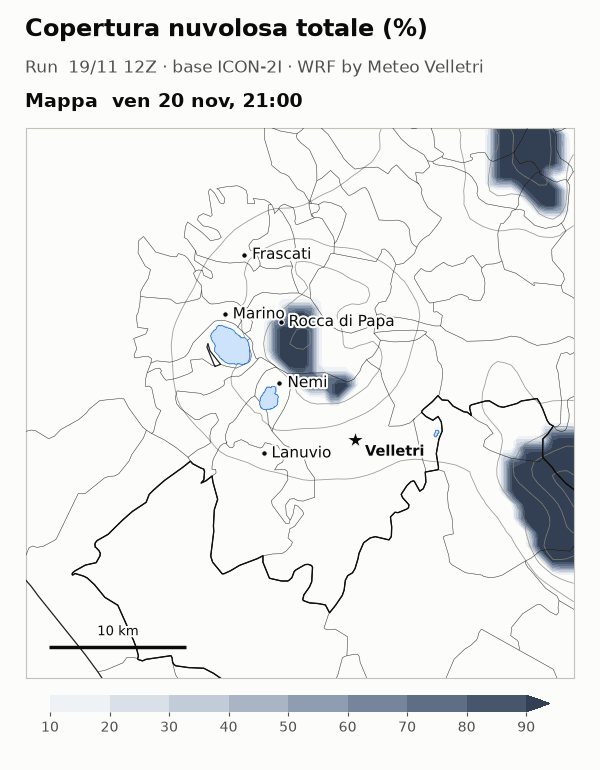 Copertura nuvolosa totale (%)
Run  19/11 12Z · base ICON-2I · WRF by Meteo Velletri
Mappa  ven 20 nov, 21:00
Frascati
Marino
Rocca di Papa
Nemi
Velletri
Lanuvio
10 km
10 20 30 40 50 60 70 80 90